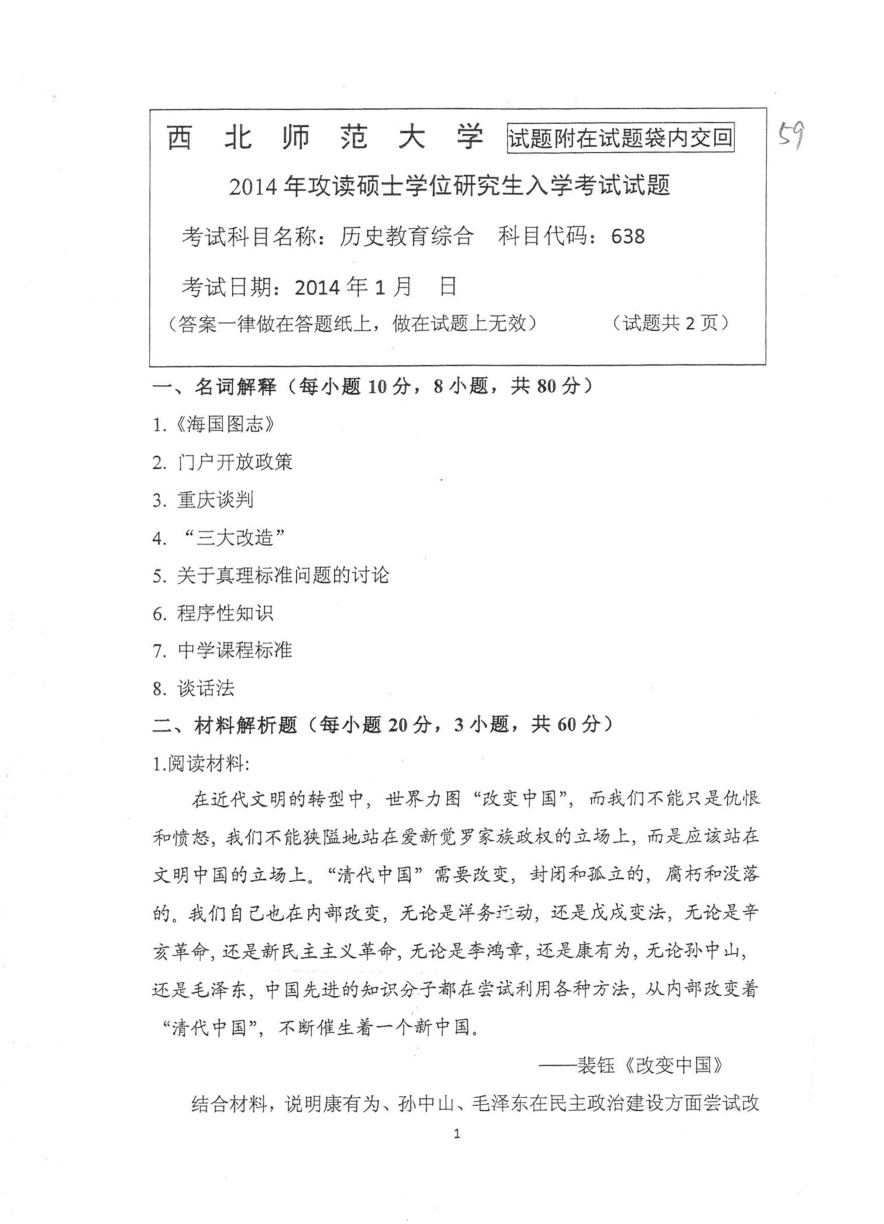 西北师范大学 试题附在试题袋内交回
59
2014年攻读硕士学位研究生入学考试试题
考试科目名称：历史教育综合 科目代码：638
考试日期：2014年1月 日
（答案一律做在答题纸上，做在试题上无效） （试题共2页）
一、名词解释（每小题10分，8小题，共80分）
1.《海国图志》
2. 门户开放政策
3. 重庆谈判
4. “三大改造”
5. 关于真理标准问题的讨论
6. 程序性知识
7. 中学课程标准
8. 谈话法
二、材料解析题（每小题20分，3小题，共60分）
1.阅读材料:
在近代文明的转型中，世界力图“改变中国”，而我们不能只是仇恨
和愤怒，我们不能狭隘地站在爱新觉罗家族政权的立场上，而是应该站在
文明中国的立场上。“清代中国”需要改变，封闭和孤立的，腐朽和没落
的。我们自己也在内部改变，无论是洋务运动，还是戊戌变法，无论是辛
亥革命，还是新民主主义革命，无论是李鸿章，还是康有为，无论孙中山，
还是毛泽东，中国先进的知识分子都在尝试利用各种方法，从内部改变着
“清代中国”，不断催生着一个新中国。
——裴钰《改变中国》
结合材料，说明康有为、孙中山、毛泽东在民主政治建设方面尝试改
1